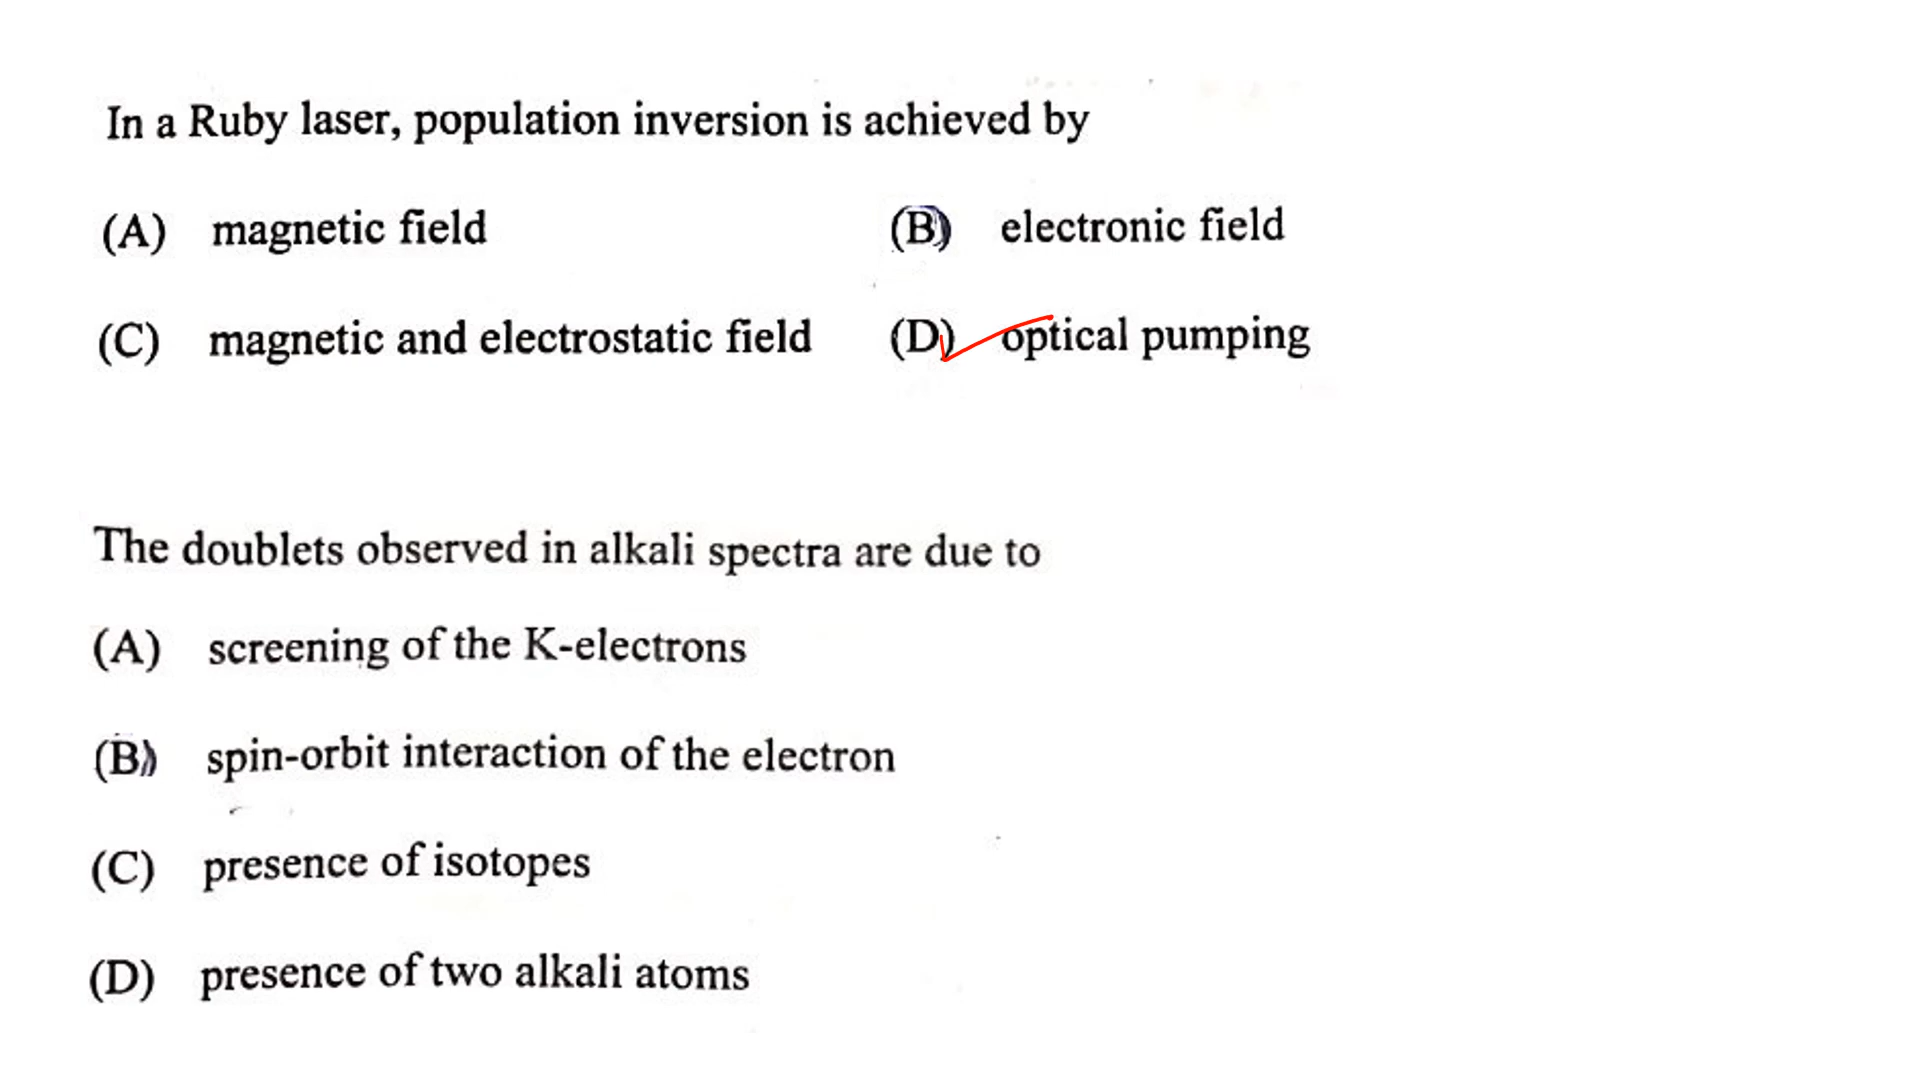 In a Ruby laser, population inversion is achieved by
(A) magnetic field (B) electronic field
(C) magnetic and electrostatic field (D) optical pumping
The doublets observed in alkali spectra are due to
(A) screening of the K-electrons
(B) spin-orbit interaction of the electron
(C) presence of isotopes
(D) presence of two alkali atoms